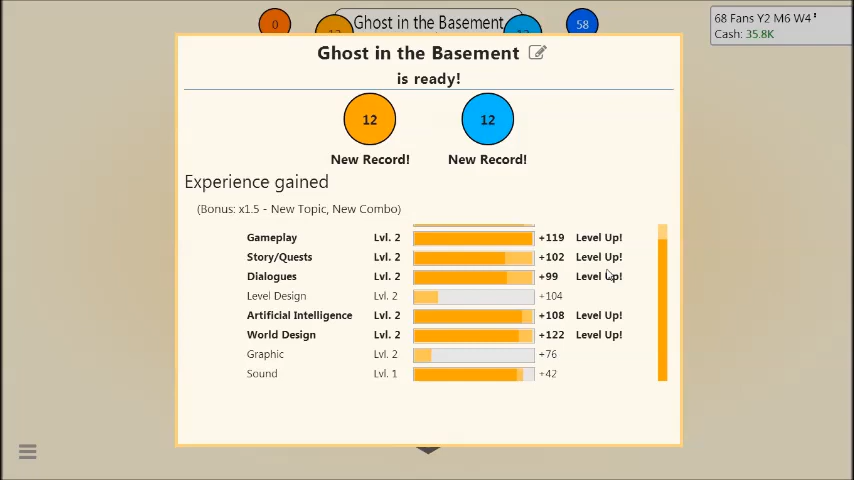 0
Ghost in the Basement
58
68 Fans Y2 M6 W4
Cash: 35.8K
Ghost in the Basement
is ready!
12
12
New Record!
New Record!
Experience gained
(Bonus: x1.5 - New Topic, New Combo)
Gameplay Lvl. 2 +119 Level Up!
Story/Quests Lvl. 2 +102 Level Up!
Dialogues Lvl. 2 +99 Level Up!
Level Design Lvl. 2 +104
Artificial Intelligence Lvl. 2 +108 Level Up!
World Design Lvl. 2 +122 Level Up!
Graphic Lvl. 2 +76
Sound Lvl. 1 +42